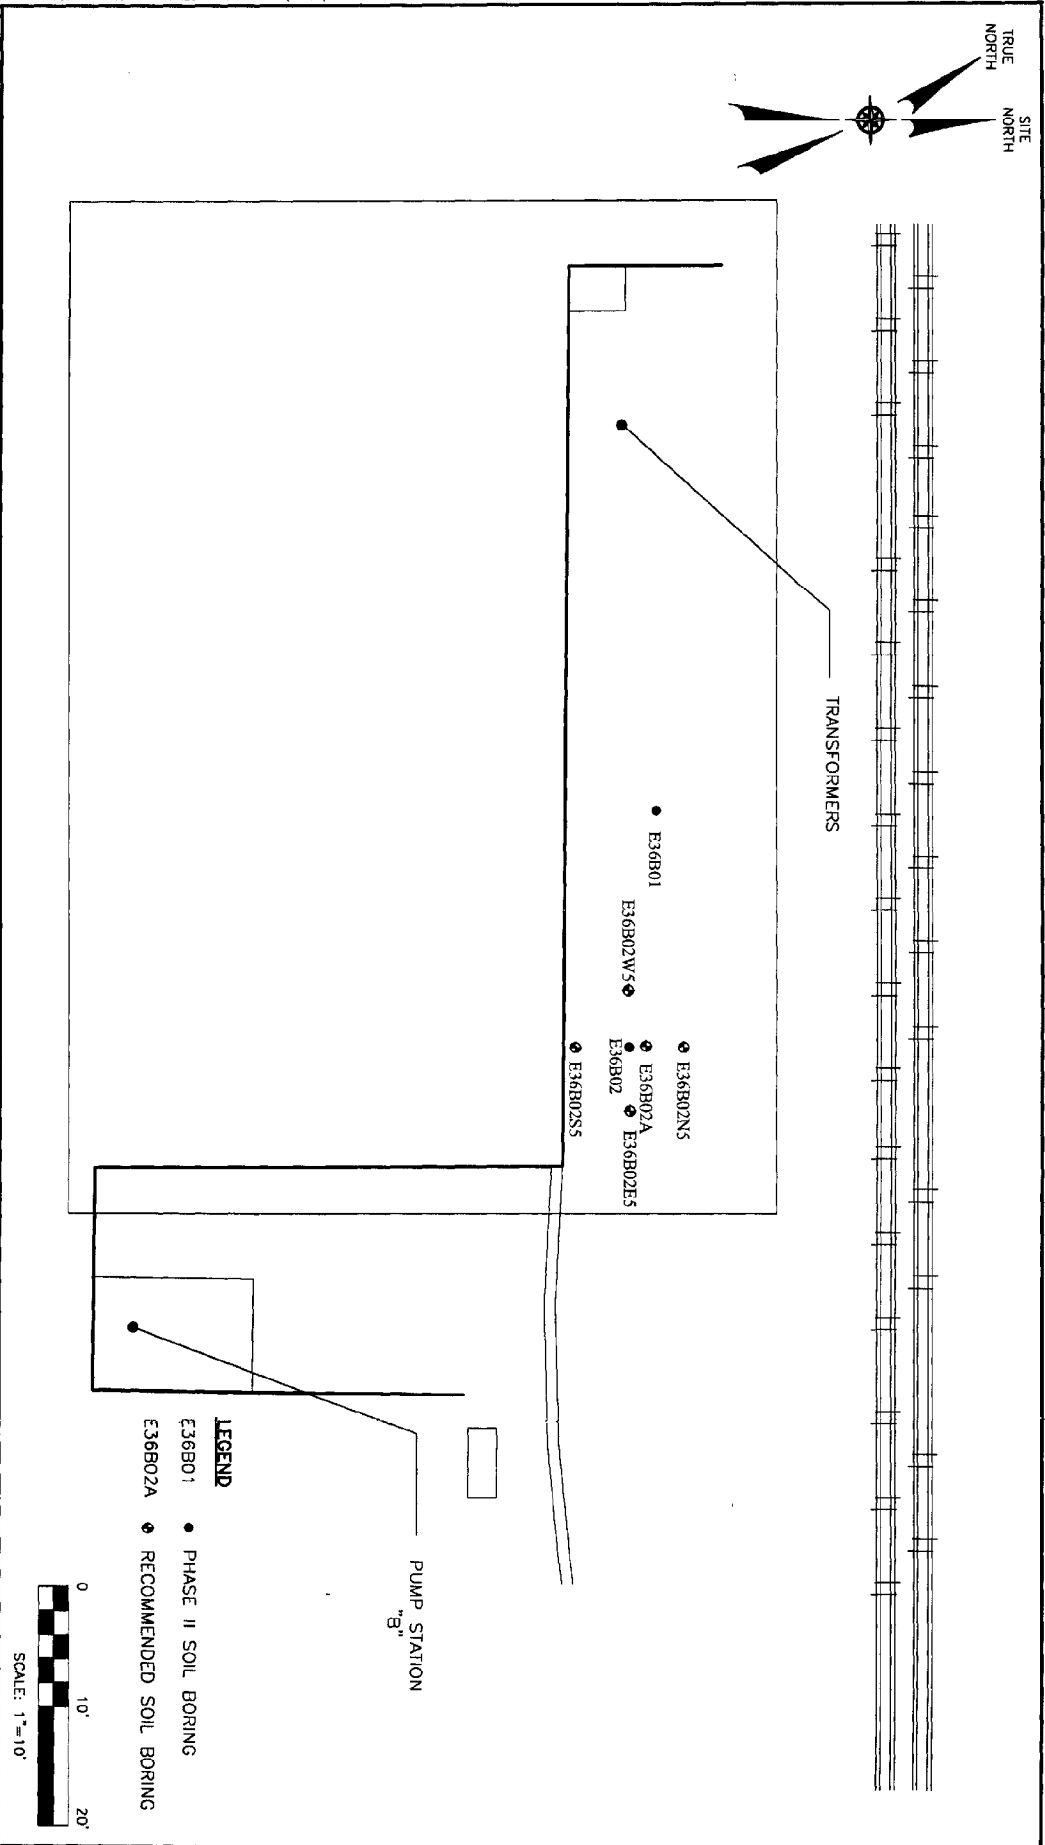 TRUE
NORTH
SITE
NORTH
TRANSFORMERS
E36B01
E36B02W5
E36B02N5
E36B02A
E36B02
E36B02E5
E36B02S5
PUMP STATION
"B"
LEGEND
E36B01 PHASE II SOIL BORING
E36B02A RECOMMENDED SOIL BORING
0 10' 20'
SCALE: 1"=10'